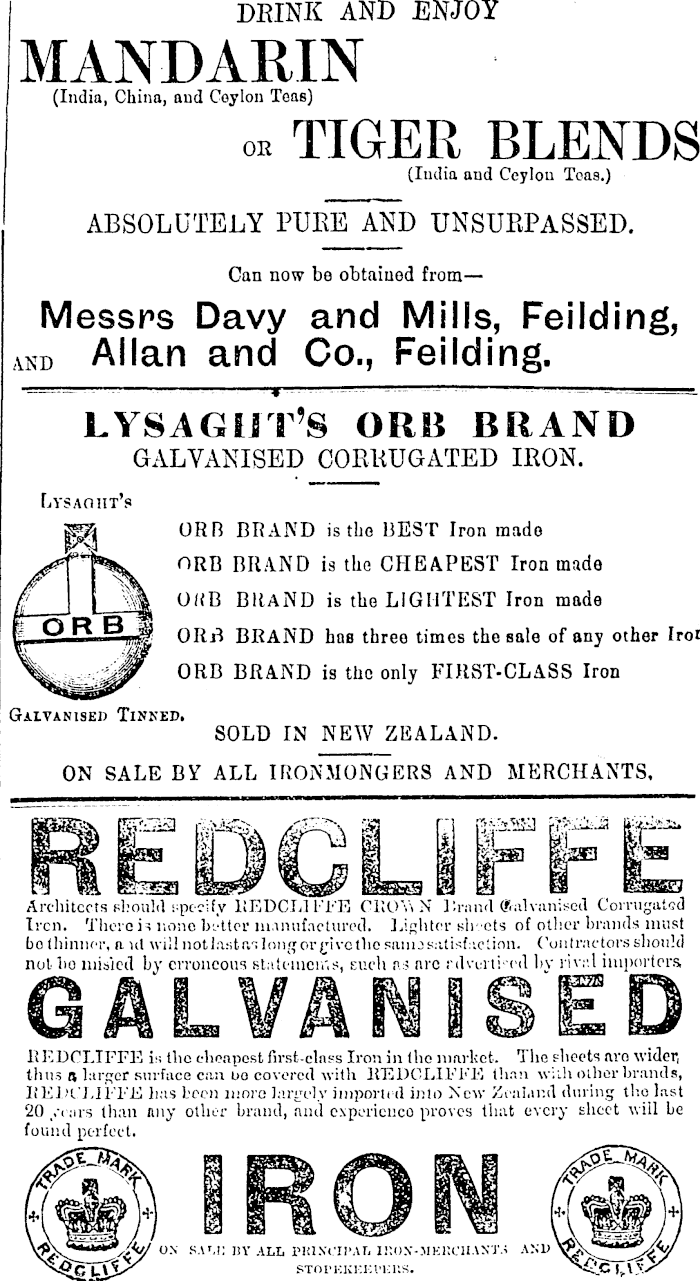 DRINK AND ENJOY
MANDARIN
(India, China, and Ceylon Teas)
OR TIGER BLENDS
(India and Ceylon Teas.)
ABSOLUTELY PURE AND UNSURPASSED.
Can now be obtained from—
Messrs Davy and Mills, Feilding,
AND Allan and Co., Feilding.
LYSAGHT'S ORB BRAND
GALVANISED CORRUGATED IRON.
LYSAGHT'S
ORB
GALVANISED TINNED.
ORB BRAND is the BEST Iron made
ORB BRAND is the CHEAPEST Iron made
ORB BRAND is the LIGHTEST Iron made
ORB BRAND has three times the sale of any other Iron
ORB BRAND is the only FIRST-CLASS Iron
SOLD IN NEW ZEALAND.
ON SALE BY ALL IRONMONGERS AND MERCHANTS,
REDCLIFFE
Architects should specify REDCLIFFE CROWN Brand Galvanised Corrugated
Iron. There is none better manufactured. Lighter sheets of other brands must
be thinner, and will not last as long or give the same satisfaction. Contractors should
not be misled by erroneous statements, such as are advertised by rival importers.
GALVANISED
REDCLIFFE is the cheapest first-class Iron in the market. The sheets are wider,
thus a larger surface can be covered with REDCLIFFE than with other brands,
REDCLIFFE has been more largely imported into New Zealand during the last
20 years than any other brand, and experience proves that every sheet will be
found perfect.
TRADE MARK
REDCLIFFE
IRON
TRADE MARK
REDCLIFFE
ON SALE BY ALL PRINCIPAL IRON-MERCHANTS AND
STOREKEEPERS.